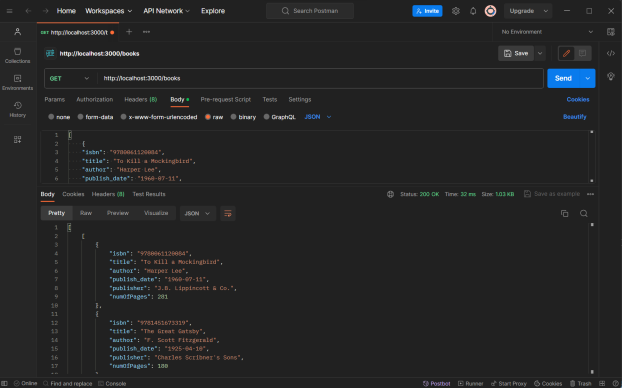 Home Workspaces API Network Explore Search Postman Invite Upgrade
GET http://localhost:3000/t No Environment
http://localhost:3000/books Save
GET http://localhost:3000/books Send
Params Authorization Headers (8) Body Pre-request Script Tests Settings Cookies
none form-data x-www-form-urlencoded raw binary GraphQL JSON Beautify
1 [
2 {
3 "isbn": "9780061120084",
4 "title": "To Kill a Mockingbird",
5 "author": "Harper Lee",
6 "publish_date": "1960-07-11",
Body Cookies Headers (8) Test Results Status: 200 OK Time: 32 ms Size: 1.03 KB Save as example
Pretty Raw Preview Visualize JSON
1 [
2 [
3 {
4 "isbn": "9780061120084",
5 "title": "To Kill a Mockingbird",
6 "author": "Harper Lee",
7 "publish_date": "1960-07-11",
8 "publisher": "J.B. Lippincott & Co.",
9 "numOfPages": 281
10 },
11 {
12 "isbn": "9781451673319",
13 "title": "The Great Gatsby",
14 "author": "F. Scott Fitzgerald",
15 "publish_date": "1925-04-10",
16 "publisher": "Charles Scribner's Sons",
17 "numOfPages": 180
Collections
Environments
History
Online Find and replace Console Postbot Runner Start Proxy Cookies Trash